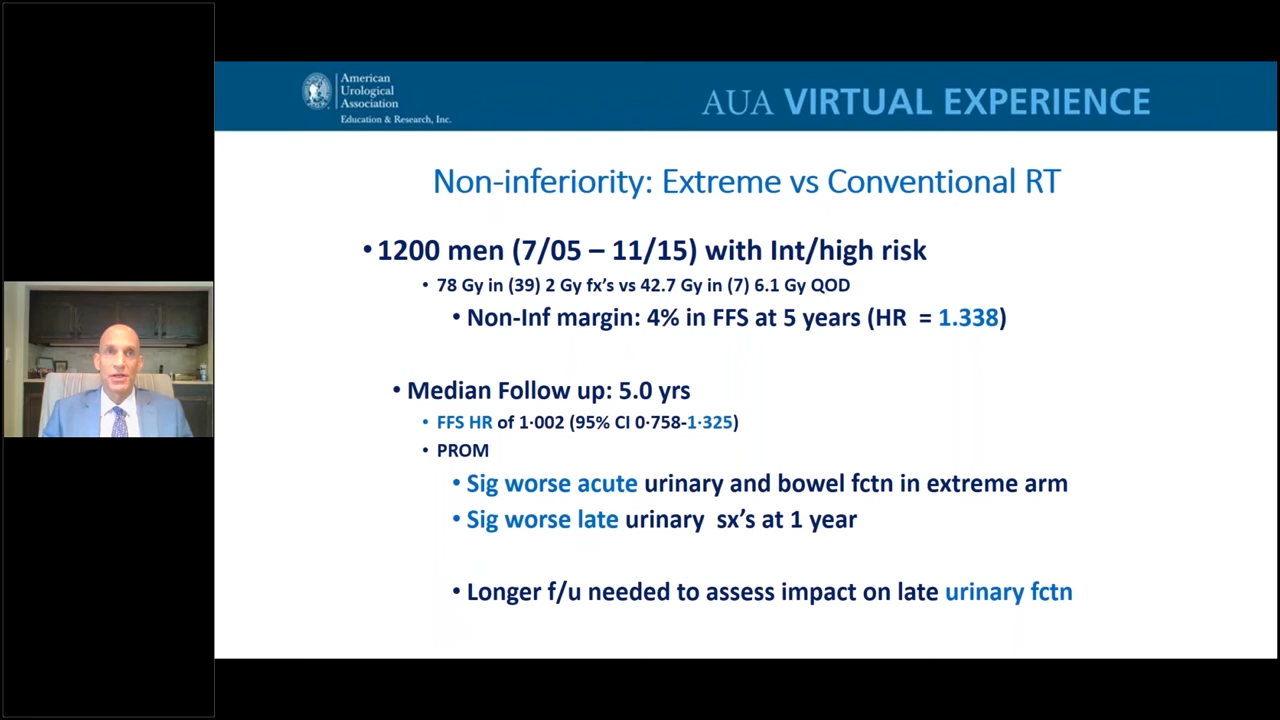 American
Urological
Association
Education & Research, Inc.
AUA VIRTUAL EXPERIENCE
Non-inferiority: Extreme vs Conventional RT
• 1200 men (7/05 – 11/15) with Int/high risk
• 78 Gy in (39) 2 Gy fx’s vs 42.7 Gy in (7) 6.1 Gy QOD
• Non-Inf margin: 4% in FFS at 5 years (HR = 1.338)
• Median Follow up: 5.0 yrs
• FFS HR of 1·002 (95% CI 0·758-1·325)
• PROM
• Sig worse acute urinary and bowel fctn in extreme arm
• Sig worse late urinary sx’s at 1 year
• Longer f/u needed to assess impact on late urinary fctn